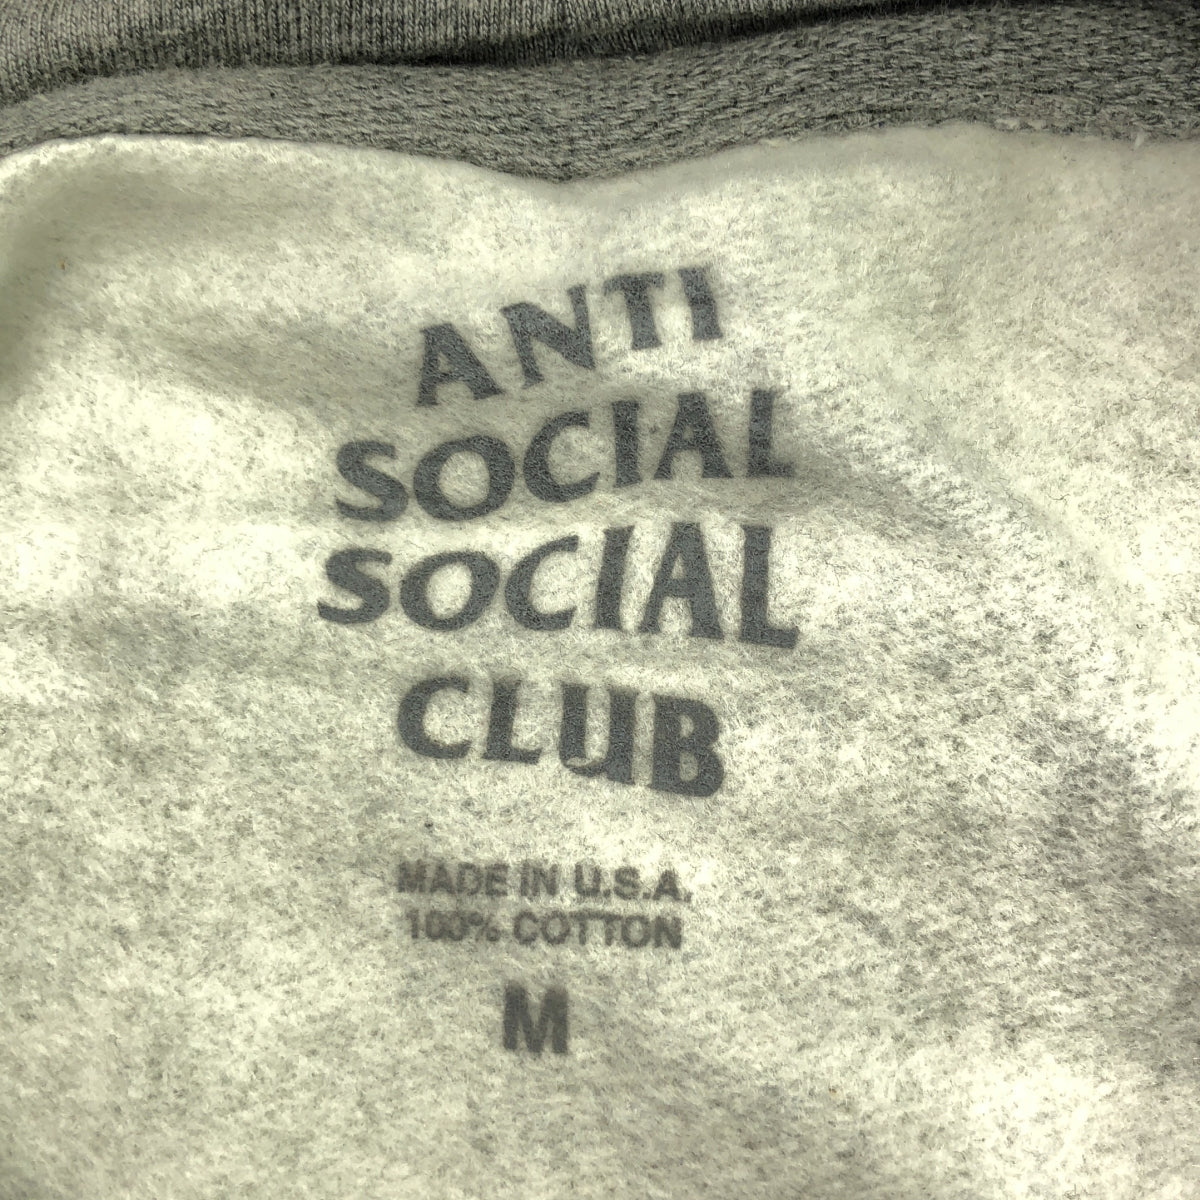 ANTI
SOCIAL
SOCIAL
CLUB
MADE IN U.S.A.
100% COTTON
M